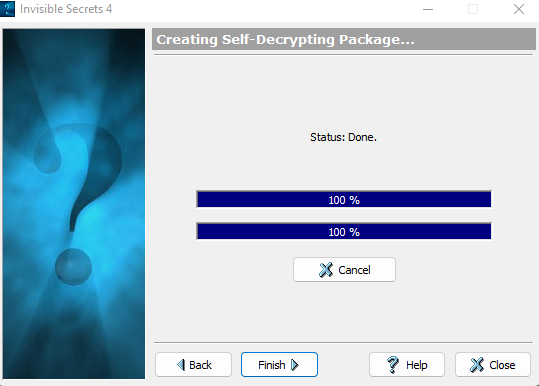 Invisible Secrets 4
Creating Self-Decrypting Package...
Status: Done.
100 %
100 %
Cancel
Back
Finish
Help
Close